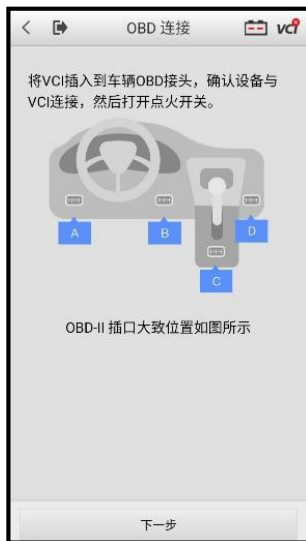 OBD 连接
VCI
将VCI插入到车辆OBD接头，确认设备与
VCI连接，然后打开点火开关。
A
B
D
C
OBD-II 插口大致位置如图所示
下一步